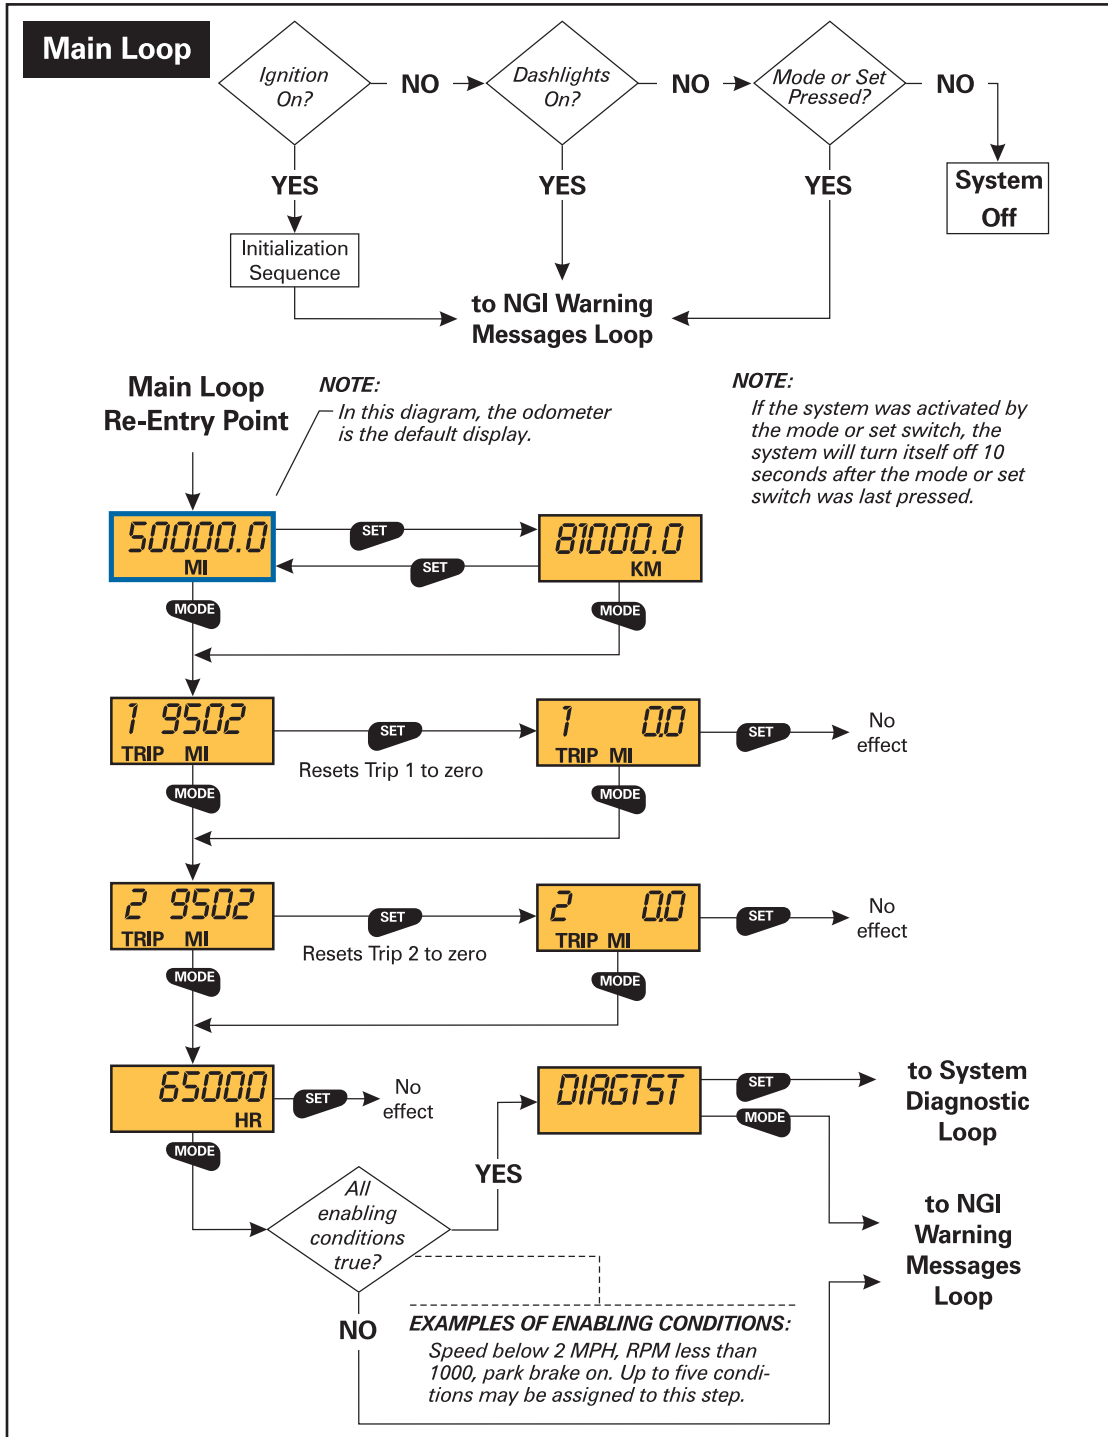 Main Loop
Ignition
On?
NO
Dashlights
On?
NO
Mode or Set
Pressed?
NO
YES
YES
YES
System
Off
Initialization
Sequence
to NGI Warning
Messages Loop
Main Loop
Re-Entry Point
NOTE:
In this diagram, the odometer
is the default display.
NOTE:
If the system was activated by
the mode or set switch, the
system will turn itself off 10
seconds after the mode or set
switch was last pressed.
50000.0
MI
SET
SET
81000.0
KM
MODE
MODE
1 9502
TRIP MI
SET
Resets Trip 1 to zero
1 0.0
TRIP MI
SET
No
effect
MODE
MODE
2 9502
TRIP MI
SET
Resets Trip 2 to zero
2 0.0
TRIP MI
SET
No
effect
MODE
MODE
65000
HR
SET
No
effect
DIAGTST
SET
MODE
to System
Diagnostic
Loop
MODE
YES
All
enabling
conditions
true?
to NGI
Warning
Messages
Loop
NO
EXAMPLES OF ENABLING CONDITIONS:
Speed below 2 MPH, RPM less than
1000, park brake on. Up to five condi-
tions may be assigned to this step.